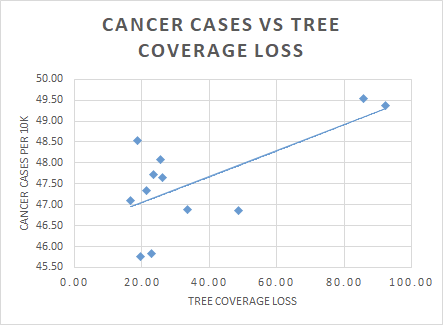 CANCER CASES VS TREE
COVERAGE LOSS
CANCER CASES PER 10K
50.00
49.50
49.00
48.50
48.00
47.50
47.00
46.50
46.00
45.50
0.00 20.00 40.00 60.00 80.00 100.00
TREE COVERAGE LOSS